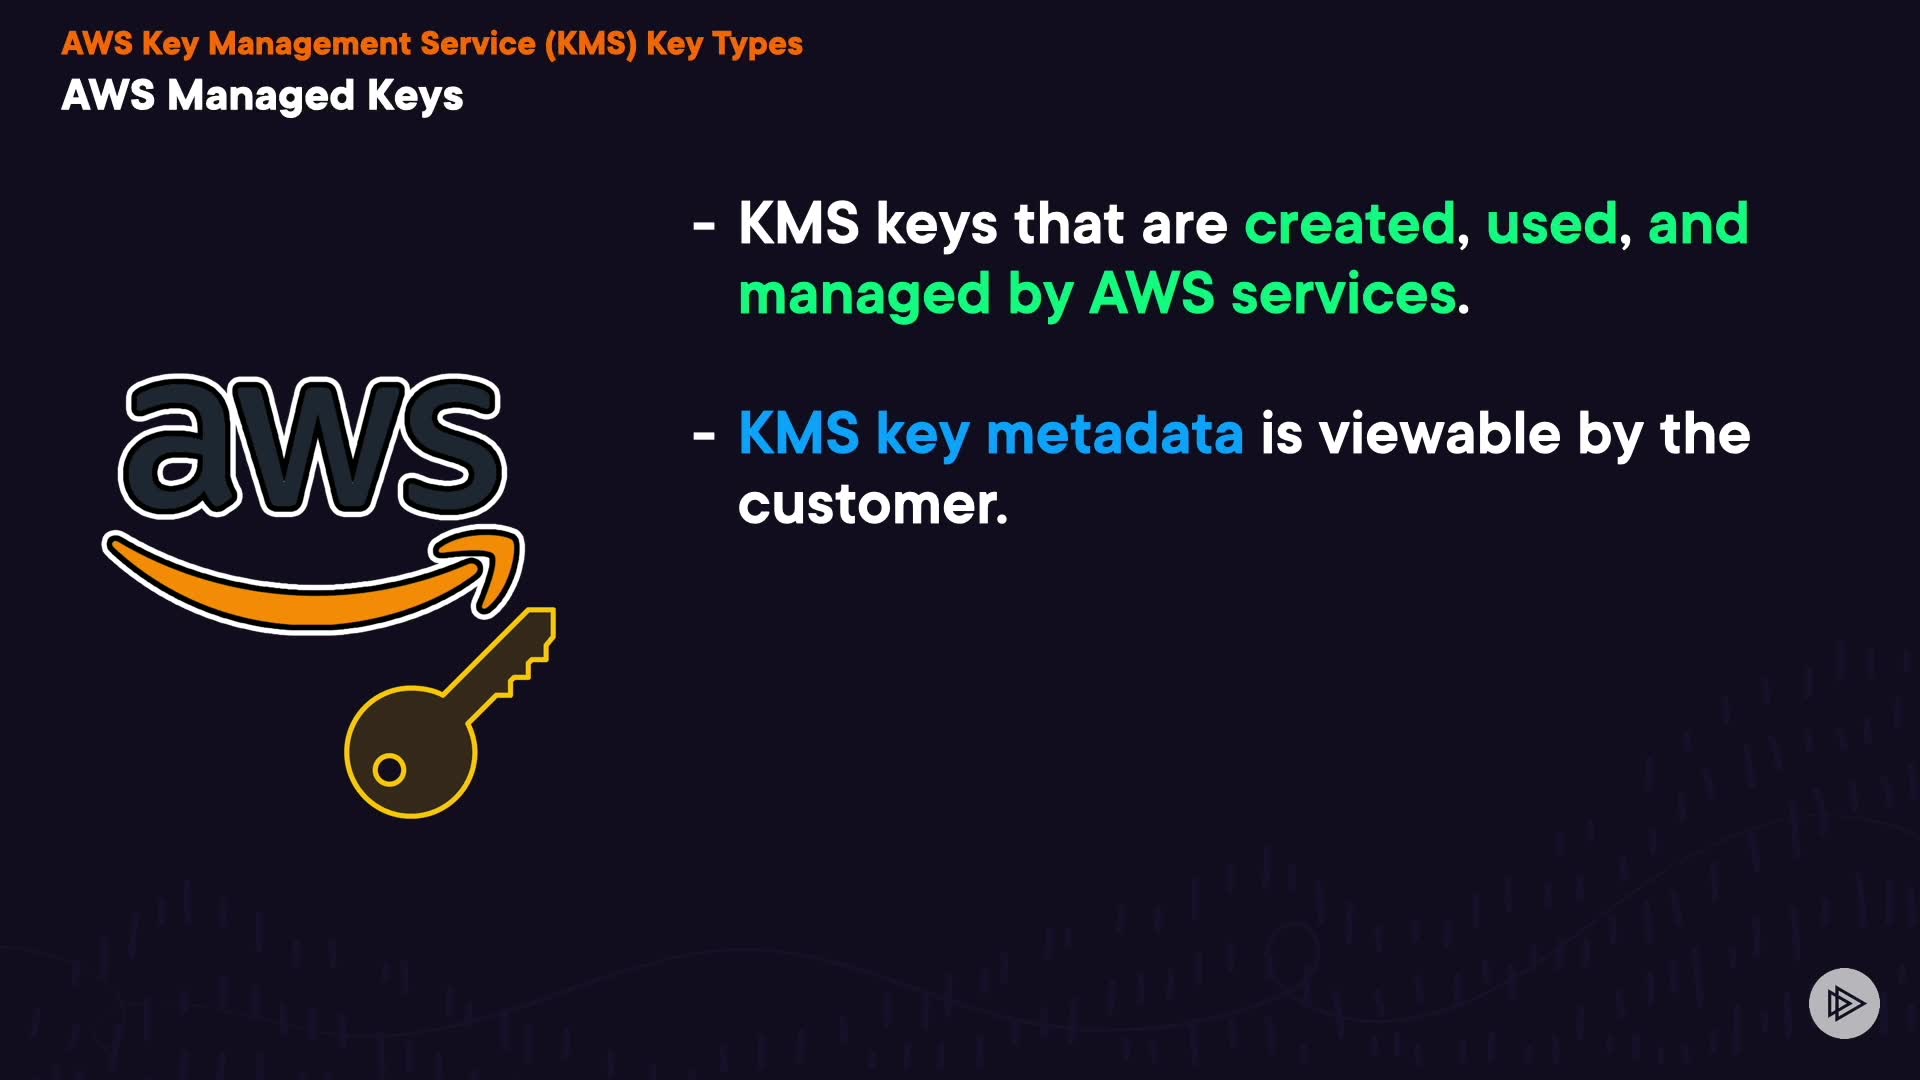 AWS Key Management Service (KMS) Key Types
AWS Managed Keys
- KMS keys that are created, used, and
managed by AWS services.
- KMS key metadata is viewable by the
customer.
aws